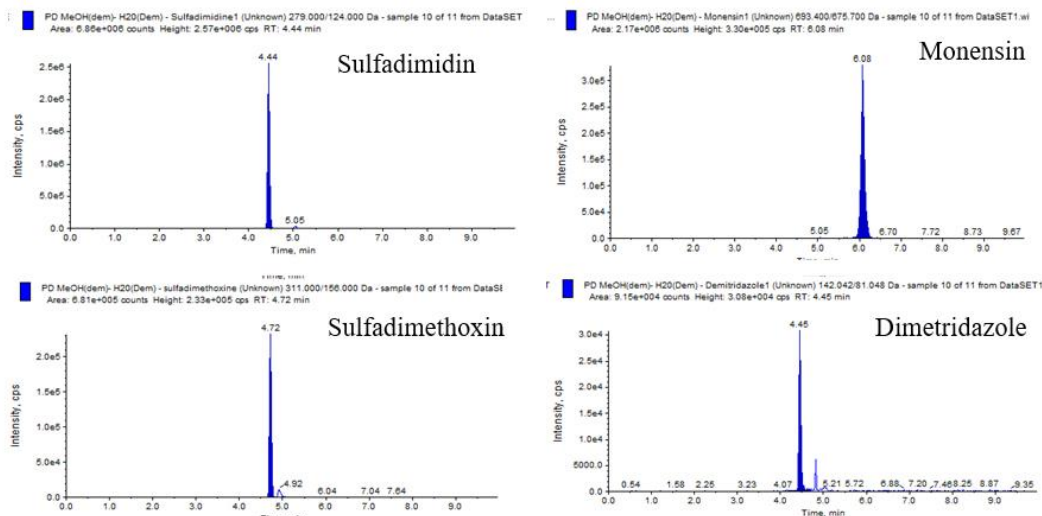 PD MeOH(dem)- H20(Dem) - Sulfadimidine1 (Unknown) 279.000/124.000 Da - sample 10 of 11 from DataSET
Area: 6.86e+006 counts Height: 2.57e+006 cps RT: 4.44 min
Sulfadimidin
4.44
2.5e6
2.0e6
1.5e6
1.0e6
5.0e5
0.0
Intensity, cps
5.05
0.0 1.0 2.0 3.0 4.0 5.0 6.0 7.0 8.0 9.0
Time, min
... PD MeOH(dem)- H20(Dem) - Monensin1 (Unknown) 693.400/675.700 Da - sample 10 of 11 from DataSET1.wi
Area: 2.17e+006 counts Height: 3.30e+005 cps RT: 6.08 min
Monensin
6.08
3.0e5
2.5e5
2.0e5
1.5e5
1.0e5
5.0e4
0.0
Intensity, cps
5.05 6.70 7.72 8.73 9.67
0.0 1.0 2.0 3.0 4.0 5.0 6.0 7.0 8.0 9.0
PD MeOH(dem)- H20(Dem) - sulfadimethoxine (Unknown) 311.000/156.000 Da - sample 10 of 11 from DataSE
Area: 6.81e+005 counts Height: 2.33e+005 cps RT: 4.72 min
Sulfadimethoxin
4.72
2.0e5
1.5e5
1.0e5
5.0e4
0.0
Intensity, cps
4.92 6.04 7.04 7.64
0.0 1.0 2.0 3.0 4.0 5.0 6.0 7.0 8.0 9.0
PD MeOH(dem)- H20(Dem) - Demitridazole1 (Unknown) 142.042/81.048 Da - sample 10 of 11 from DataSET1
Area: 9.15e+004 counts Height: 3.08e+004 cps RT: 4.45 min
Dimetridazole
4.45
3.0e4
2.5e4
2.0e4
1.5e4
1.0e4
5000.0
0.0
Intensity, cps
0.54 1.58 2.25 3.23 4.07 5.21 5.72 6.88 7.20 7.46 8.25 8.87 9.35
0.0 1.0 2.0 3.0 4.0 5.0 6.0 7.0 8.0 9.0
Time, min